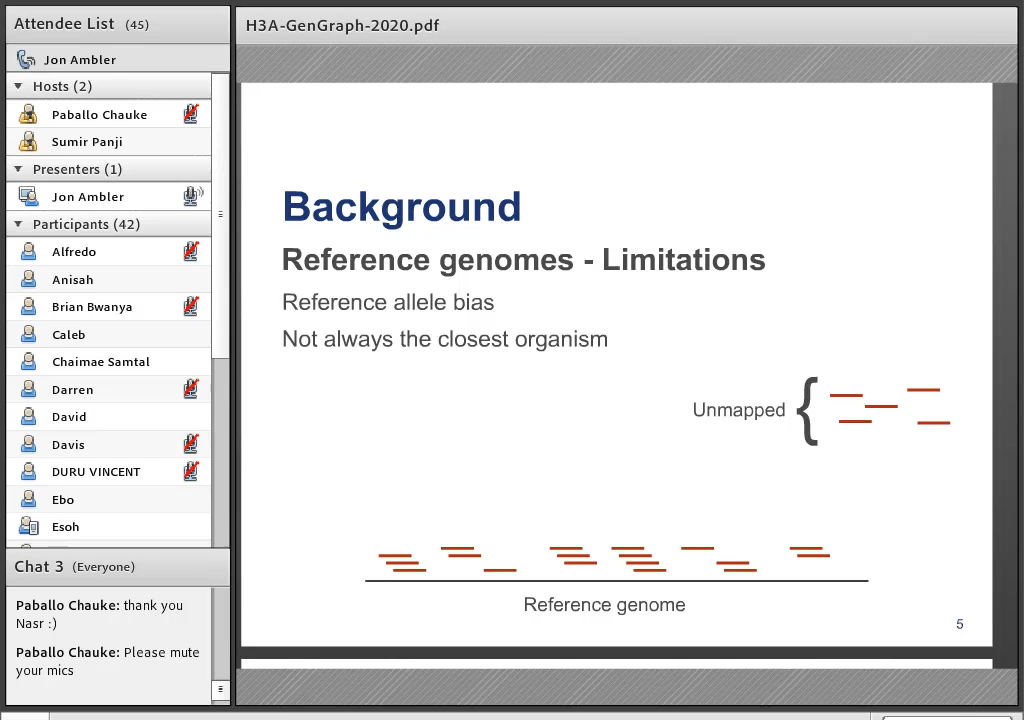 Attendee List (45)
Jon Ambler
Hosts (2)
Paballo Chauke
Sumir Panji
Presenters (1)
Jon Ambler
Participants (42)
Alfredo
Anisah
Brian Bwanya
Caleb
Chaimae Samtal
Darren
David
Davis
DURU VINCENT
Ebo
Esoh
Chat 3 (Everyone)
Paballo Chauke: thank you
Nasr :)
Paballo Chauke: Please mute
your mics
H3A-GenGraph-2020.pdf
Background
Reference genomes - Limitations
Reference allele bias
Not always the closest organism
Unmapped {
Reference genome
5